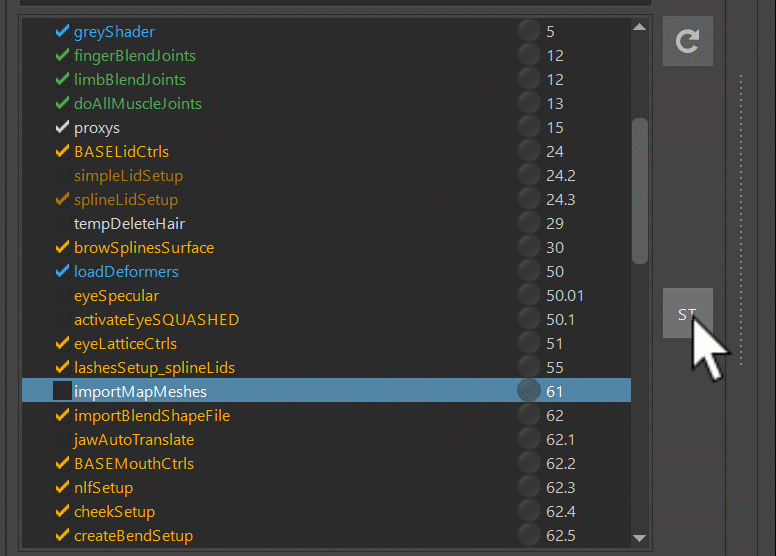 greyShader 5
fingerBlendJoints 12
limbBlendJoints 12
doAllMuscleJoints 13
proxys 15
BASELidCtrls 24
simpleLidSetup 24.2
splineLidSetup 24.3
tempDeleteHair 29
browSplinesSurface 30
loadDeformers 50
eyeSpecular 50.01
activateEyeSQUASHED 50.1
eyeLatticeCtrls 51
lashesSetup_splineLids 55
importMapMeshes 61
importBlendShapeFile 62
jawAutoTranslate 62.1
BASEMouthCtrls 62.2
nlfSetup 62.3
cheekSetup 62.4
createBendSetup 62.5